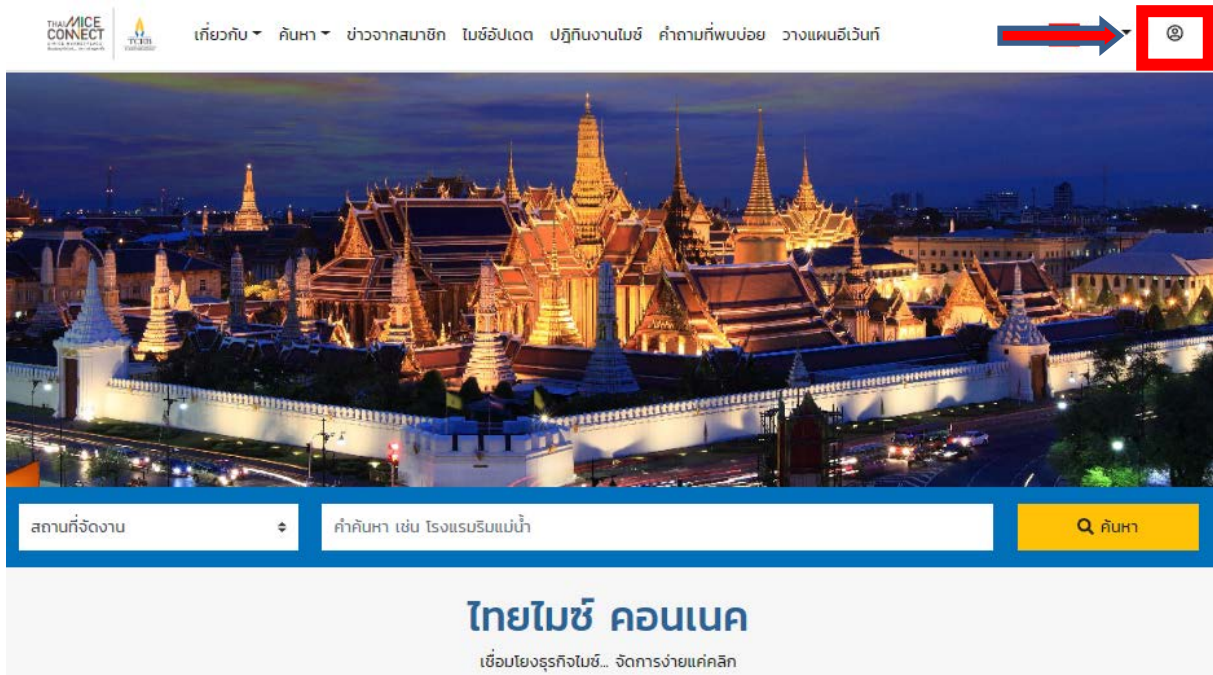 THAI MICE
CONNECT
TCEB
เกี่ยวกับ ค้นหา ข่าวจากสมาชิก ไมซ์อัปเดต ปฏิทินงานไมซ์ คำถามที่พบบ่อย วางแผนอีเว้นท์
สถานที่จัดงาน
คำค้นหา เช่น โรงแรมริมแม่น้ำ
ค้นหา
ไทยไมซ์ คอนเนค
เชื่อมโยงธุรกิจไมซ์... จัดการง่ายแค่คลิก